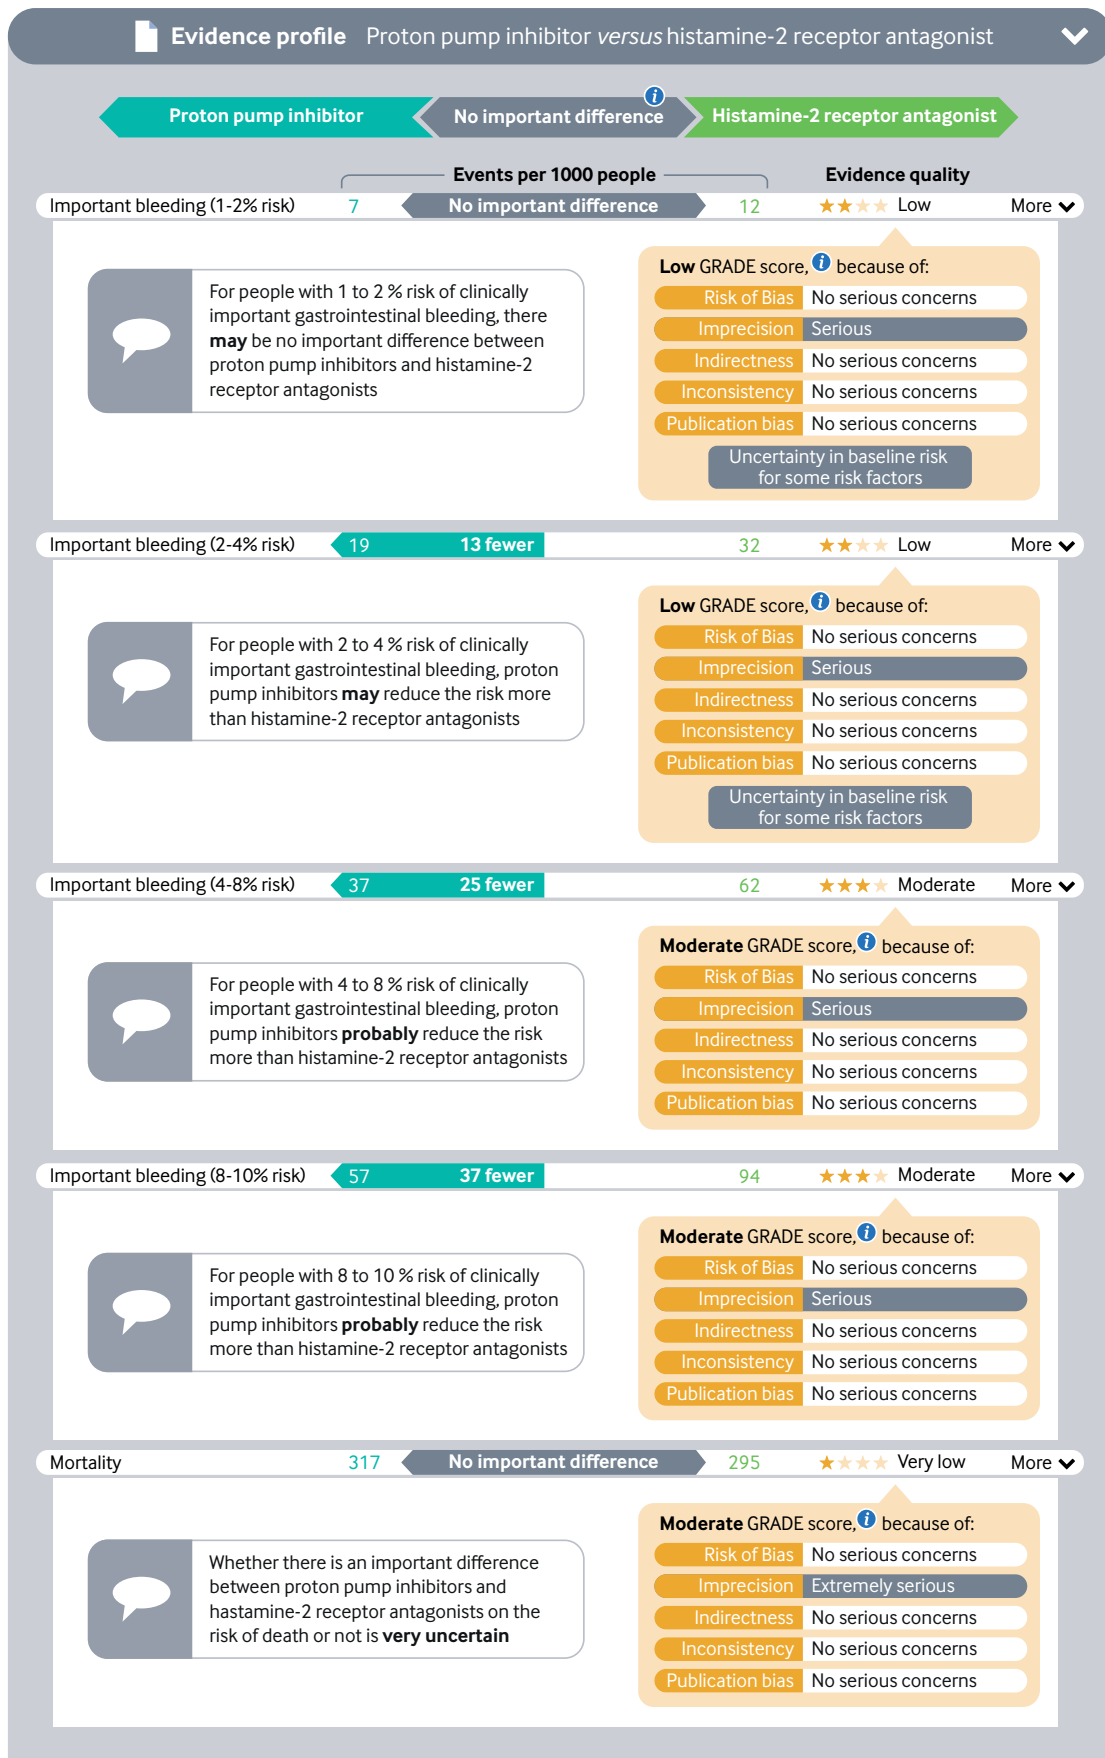 Evidence profile Proton pump inhibitor versus histamine-2 receptor antagonist
Proton pump inhibitor
No important difference
i
Histamine-2 receptor antagonist
Events per 1000 people
Evidence quality
Important bleeding (1-2% risk) 7 No important difference 12 Low More
For people with 1 to 2 % risk of clinically
important gastrointestinal bleeding, there
may be no important difference between
proton pump inhibitors and histamine-2
receptor antagonists
Low GRADE score, i because of:
Risk of Bias No serious concerns
Imprecision Serious
Indirectness No serious concerns
Inconsistency No serious concerns
Publication bias No serious concerns
Uncertainty in baseline risk
for some risk factors
Important bleeding (2-4% risk) 19 13 fewer 32 Low More
For people with 2 to 4 % risk of clinically
important gastrointestinal bleeding, proton
pump inhibitors may reduce the risk more
than histamine-2 receptor antagonists
Low GRADE score, i because of:
Risk of Bias No serious concerns
Imprecision Serious
Indirectness No serious concerns
Inconsistency No serious concerns
Publication bias No serious concerns
Uncertainty in baseline risk
for some risk factors
Important bleeding (4-8% risk) 37 25 fewer 62 Moderate More
For people with 4 to 8 % risk of clinically
important gastrointestinal bleeding, proton
pump inhibitors probably reduce the risk
more than histamine-2 receptor antagonists
Moderate GRADE score, i because of:
Risk of Bias No serious concerns
Imprecision Serious
Indirectness No serious concerns
Inconsistency No serious concerns
Publication bias No serious concerns
Important bleeding (8-10% risk) 57 37 fewer 94 Moderate More
For people with 8 to 10 % risk of clinically
important gastrointestinal bleeding, proton
pump inhibitors probably reduce the risk
more than histamine-2 receptor antagonists
Moderate GRADE score, i because of:
Risk of Bias No serious concerns
Imprecision Serious
Indirectness No serious concerns
Inconsistency No serious concerns
Publication bias No serious concerns
Mortality 317 No important difference 295 Very low More
Whether there is an important difference
between proton pump inhibitors and
hastamine-2 receptor antagonists on the
risk of death or not is very uncertain
Moderate GRADE score, i because of:
Risk of Bias No serious concerns
Imprecision Extremely serious
Indirectness No serious concerns
Inconsistency No serious concerns
Publication bias No serious concerns